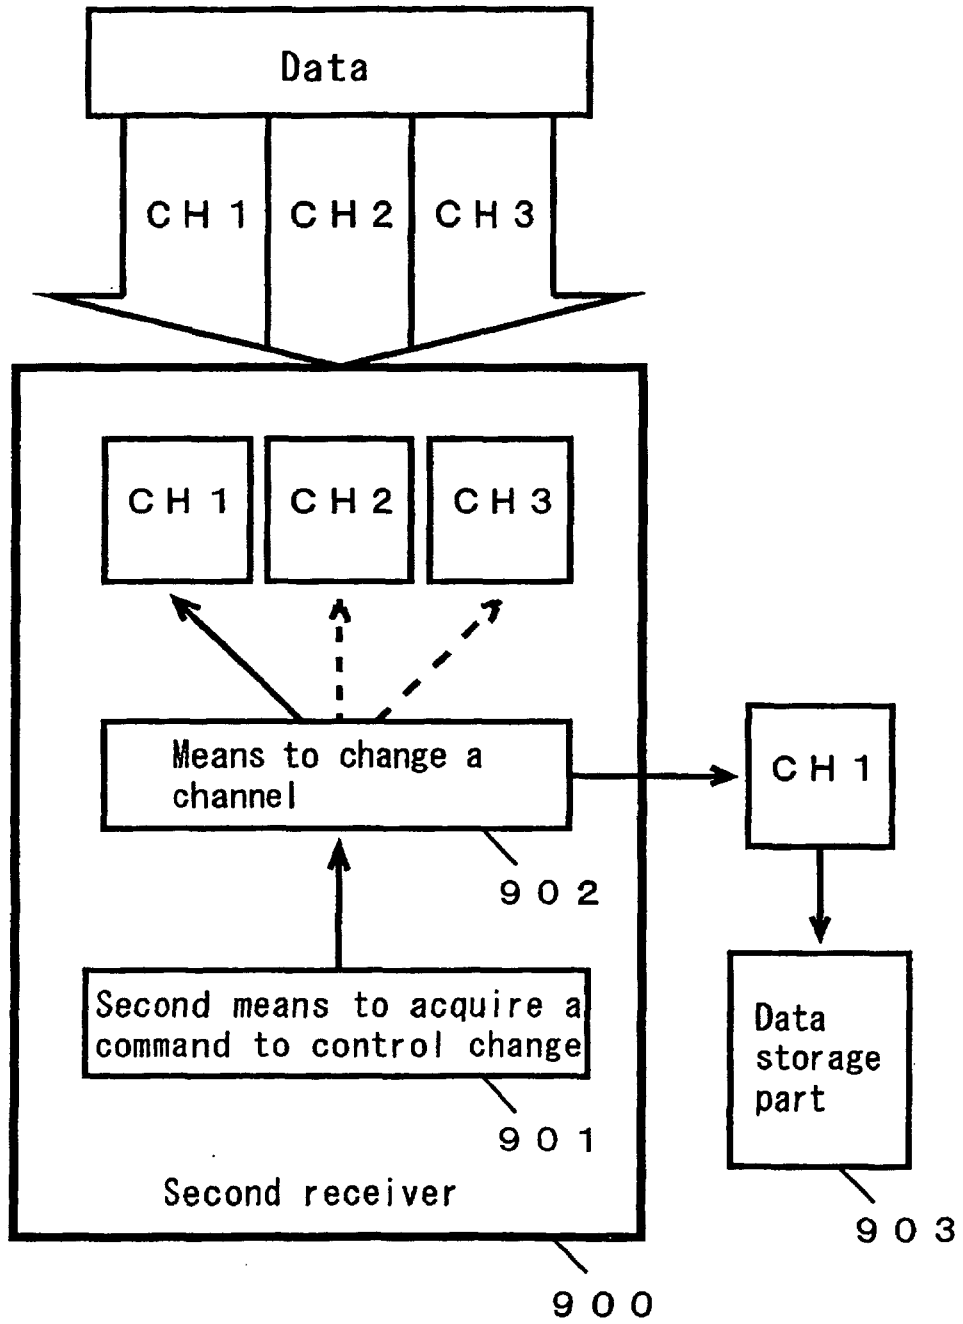 Data
CH1 CH2 CH3
CH1 CH2 CH3
Means to change a
channel
CH1
902
Second means to acquire a
command to control change
Data
storage
part
901
Second receiver
903
900